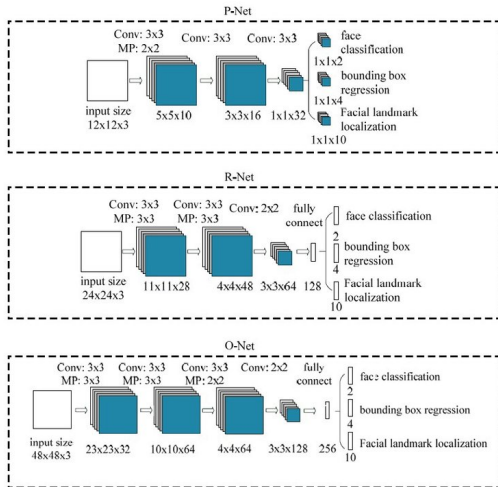 P-Net
Conv: 3x3 Conv: 3x3 Conv: 3x3
MP: 2x2
face
classification
1x1x2
bounding box
regression
1x1x4
Facial landmark
localization
1x1x10
input size
12x12x3
5x5x10
3x3x16
1x1x32
R-Net
Conv: 3x3 Conv: 3x3 Conv: 2x2 fully
MP: 3x3 MP: 3x3 connect
face classification
2
bounding box
regression
4
Facial landmark
localization
10
input size
24x24x3
11x11x28
4x4x48
3x3x64
128
O-Net
Conv: 3x3 Conv: 3x3 Conv: 3x3 Conv: 2x2 fully
MP: 3x3 MP: 3x3 MP: 2x2 connect
face classification
2
bounding box regression
4
Facial landmark localization
10
input size
48x48x3
23x23x32
10x10x64
4x4x64
3x3x128
256